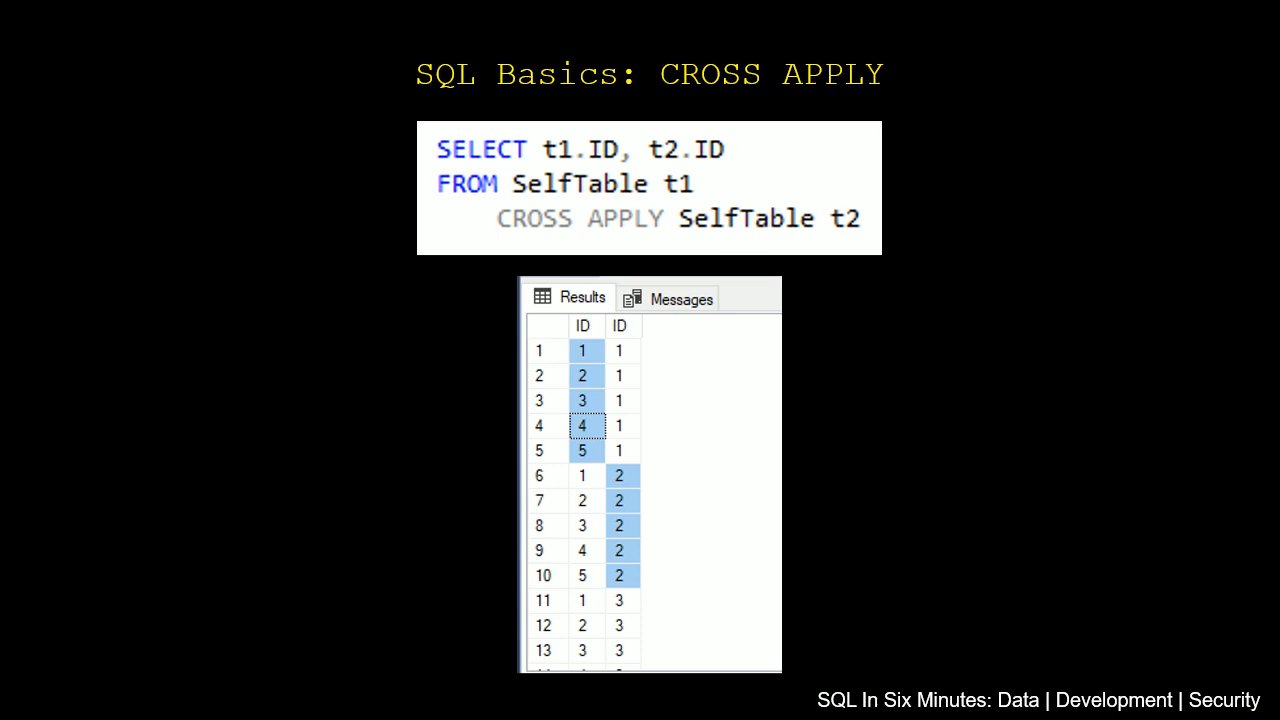 SQL Basics: CROSS APPLY
SELECT t1.ID, t2.ID
FROM SelfTable t1
CROSS APPLY SelfTable t2
Results Messages
ID ID
1 1 1
2 2 1
3 3 1
4 4 1
5 5 1
6 1 2
7 2 2
8 3 2
9 4 2
10 5 2
11 1 3
12 2 3
13 3 3
SQL In Six Minutes: Data | Development | Security